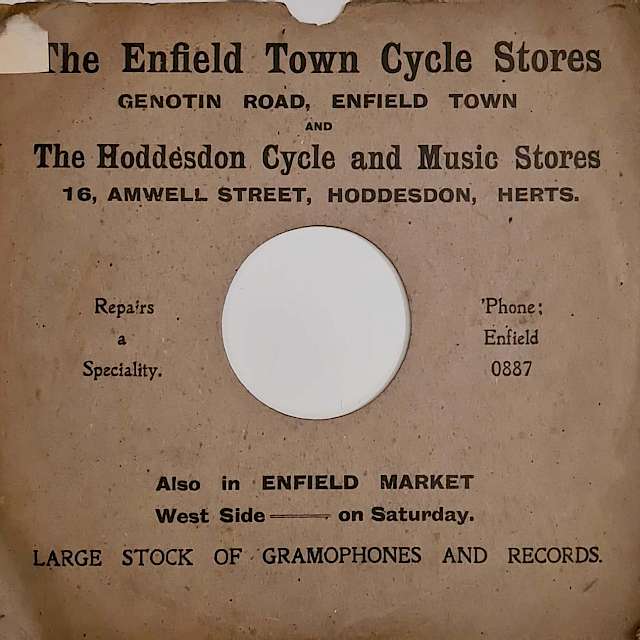 The Enfield Town Cycle Stores
GENOTIN ROAD, ENFIELD TOWN
AND
The Hoddesdon Cycle and Music Stores
16, AMWELL STREET, HODDESDON, HERTS.
Repairs
a
Speciality.
'Phone:
Enfield
0887
Also in ENFIELD MARKET
West Side —— on Saturday.
LARGE STOCK OF GRAMOPHONES AND RECORDS.